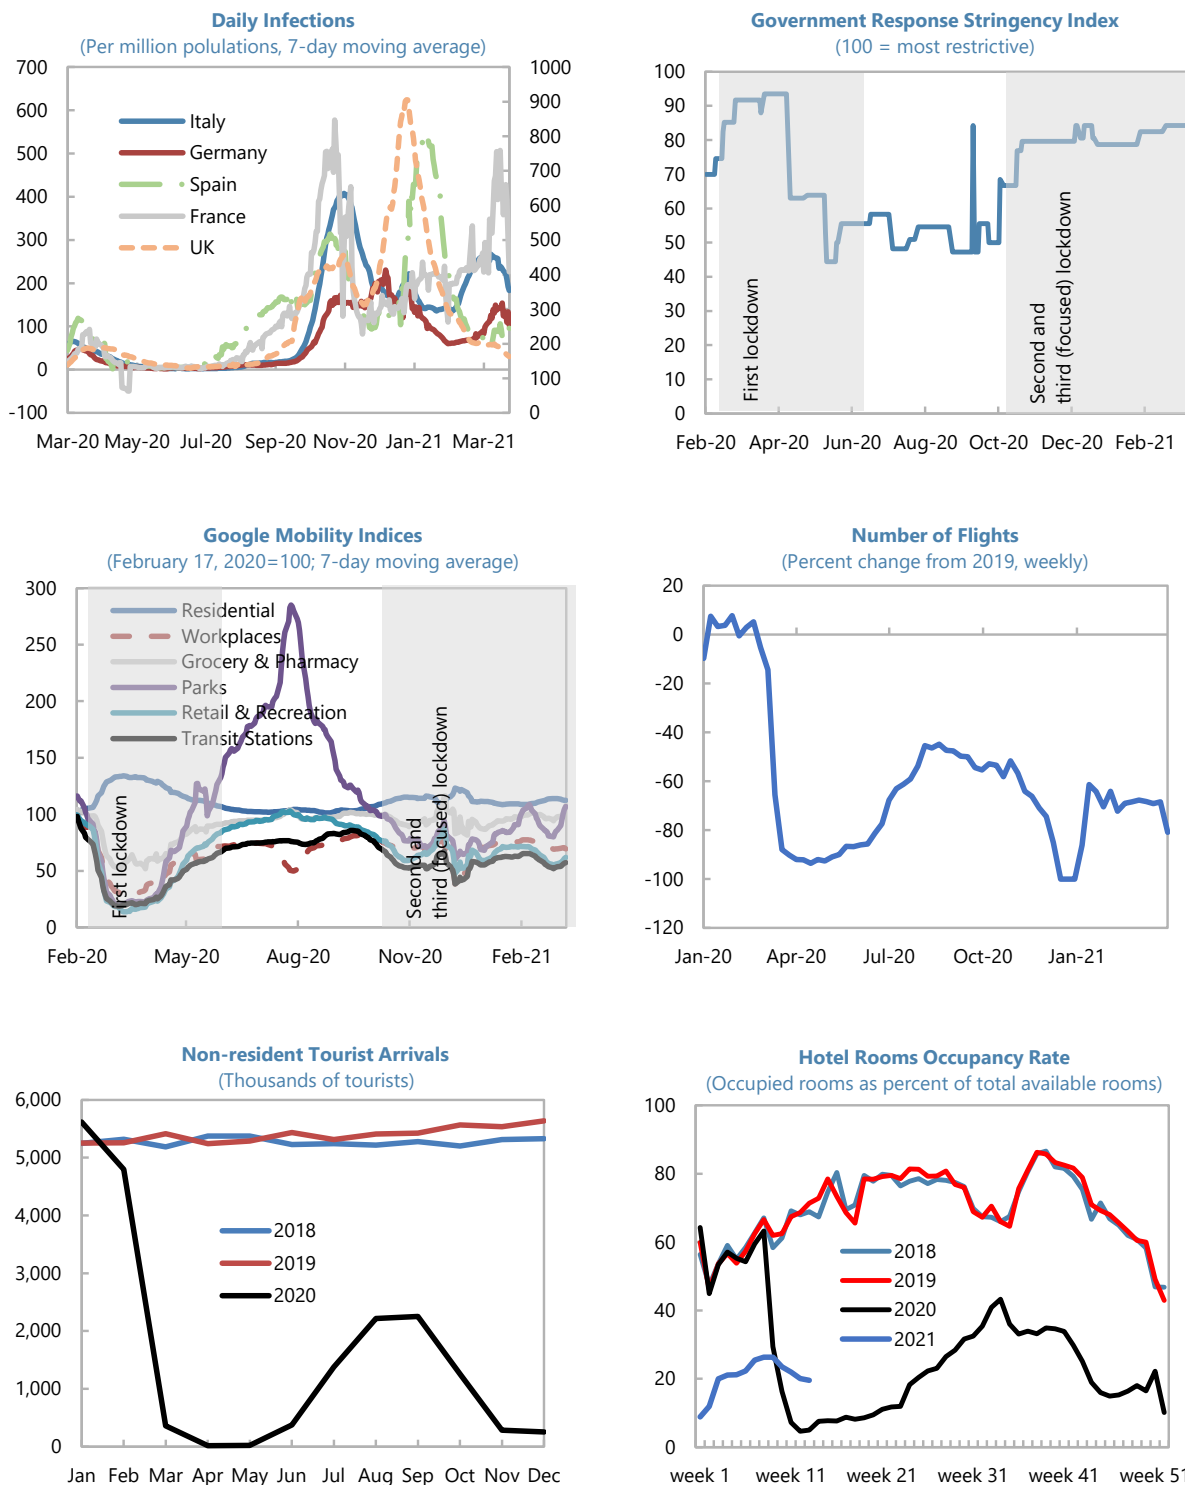 Daily Infections
(Per million polulations, 7-day moving average)
700
600
500
400
300
200
100
0
-100
1000
900
800
700
600
500
400
300
200
100
0
Italy
Germany
Spain
France
UK
Mar-20 May-20 Jul-20 Sep-20 Nov-20 Jan-21 Mar-21
Government Response Stringency Index
(100 = most restrictive)
100
90
80
70
60
50
40
30
20
10
0
First lockdown
Second and
third (focused) lockdown
Feb-20 Apr-20 Jun-20 Aug-20 Oct-20 Dec-20 Feb-21
Google Mobility Indices
(February 17, 2020=100; 7-day moving average)
300
250
200
150
100
50
0
Residential
Workplaces
Grocery & Pharmacy
Parks
Retail & Recreation
Transit Stations
First lockdown
Second and
third (focused) lockdown
Feb-20 May-20 Aug-20 Nov-20 Feb-21
Number of Flights
(Percent change from 2019, weekly)
20
0
-20
-40
-60
-80
-100
-120
Jan-20 Apr-20 Jul-20 Oct-20 Jan-21
Non-resident Tourist Arrivals
(Thousands of tourists)
6,000
5,000
4,000
3,000
2,000
1,000
0
2018
2019
2020
Jan Feb Mar Apr May Jun Jul Aug Sep Oct Nov Dec
Hotel Rooms Occupancy Rate
(Occupied rooms as percent of total available rooms)
100
80
60
40
20
0
2018
2019
2020
2021
week 1 week 11 week 21 week 31 week 41 week 51